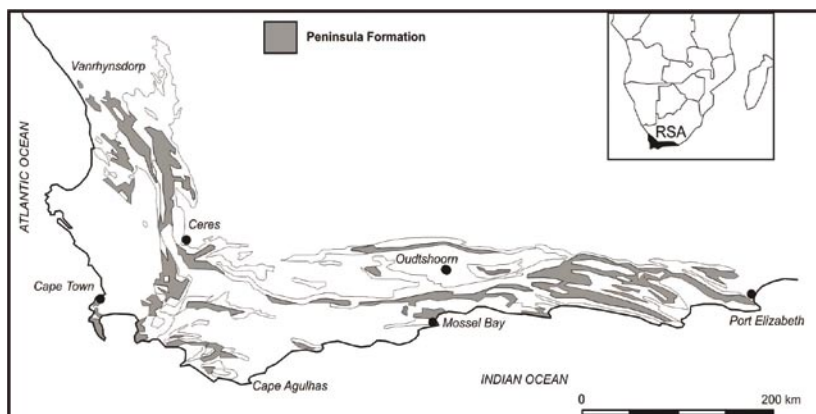 Peninsula Formation
Vanrhynsdorp
RSA
ATLANTIC OCEAN
Ceres
Oudtshoorn
Cape Town
Mossel Bay
Port Elizabeth
Cape Agulhas
INDIAN OCEAN
0
200 km